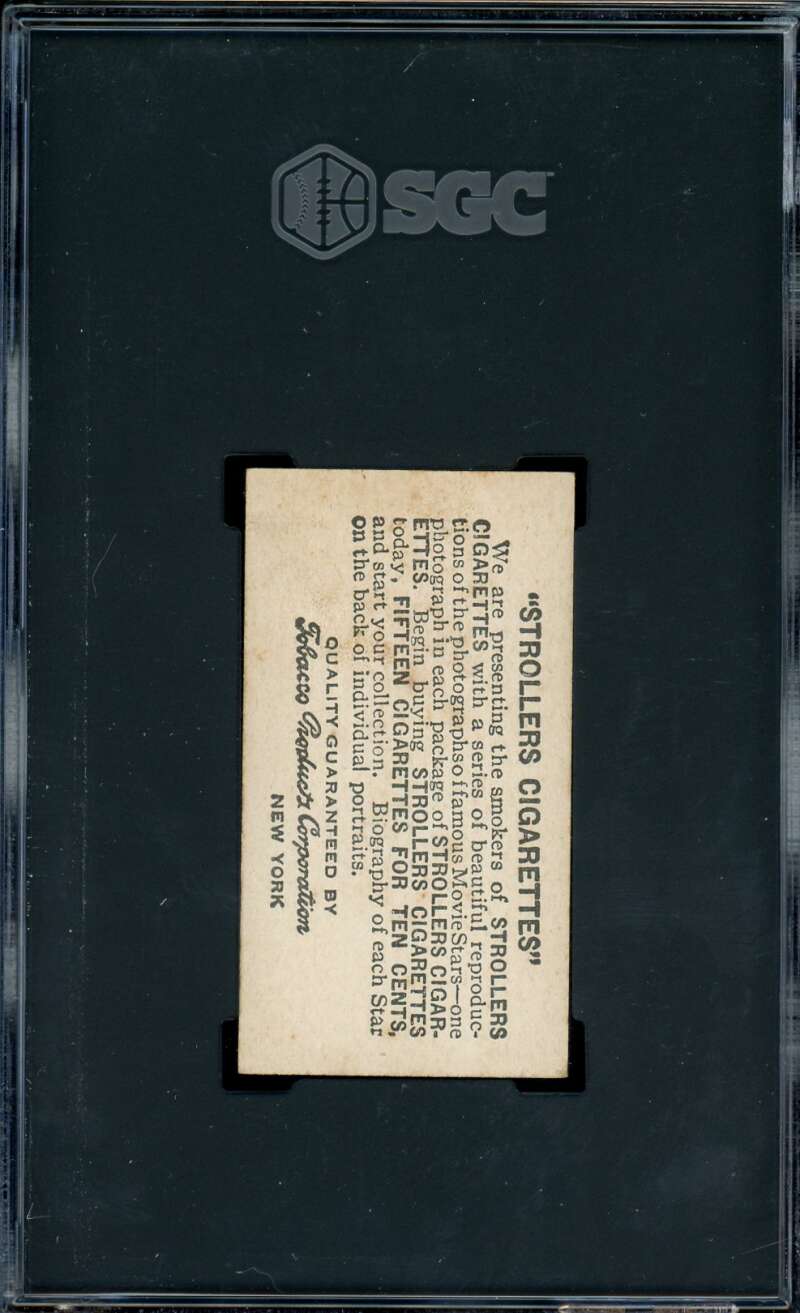 SGC
"STROLLERS CIGARETTES"
We are presenting the smokers of STROLLERS
CIGARETTES with a series of beautiful reproduc-
tions of the photographs of famous Movie Stars—one
photograph in each package of STROLLERS CIGAR-
ETTES. Begin buying STROLLERS CIGARETTES
today, FIFTEEN CIGARETTES FOR TEN CENTS,
and start your collection. Biography of each Star
on the back of individual portraits.
QUALITY GUARANTEED BY
Tobacco Products Corporation
NEW YORK